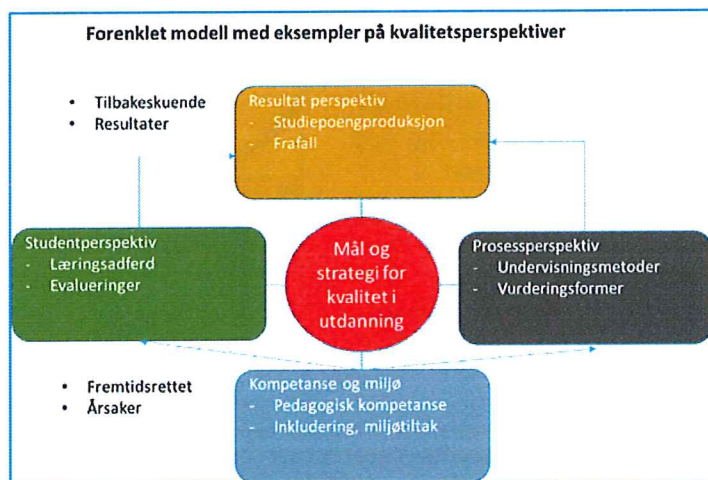 Forenklet modell med eksempler på kvalitetsperspektiver
• Tilbakeskuende
• Resultater
Resultat perspektiv
- Studiepoengproduksjon
- Frafall
Studentperspektiv
- Læringsadferd
- Evalueringer
Mål og
strategi for
kvalitet i
utdanning
Prosessperspektiv
- Undervisningsmetoder
- Vurderingsformer
• Fremtidsrettet
• Årsaker
Kompetanse og miljø
- Pedagogisk kompetanse
- Inkludering, miljøtiltak